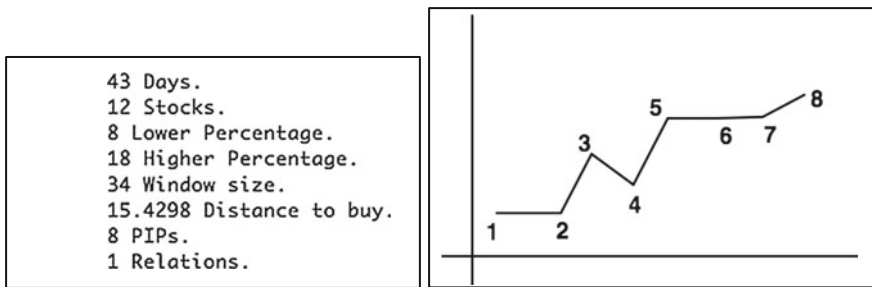 43 Days.
12 Stocks.
8 Lower Percentage.
18 Higher Percentage.
34 Window size.
15.4298 Distance to buy.
8 PIPs.
1 Relations.
1
2
3
4
5
6
7
8